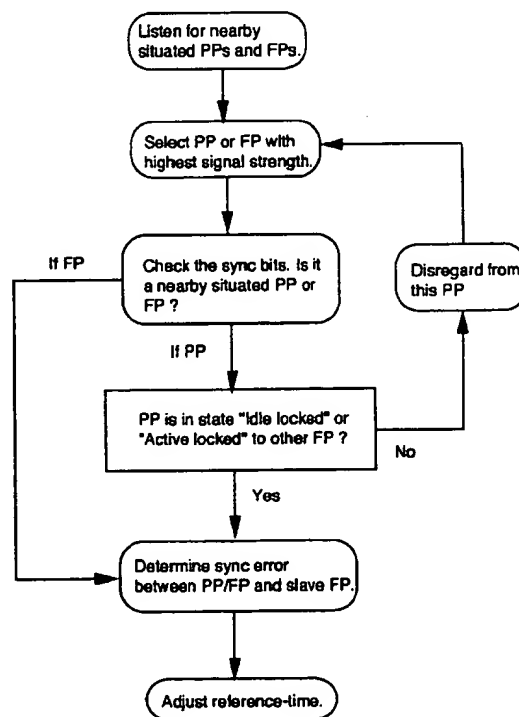 Listen for nearby
situated PPs and FPs.
Select PP or FP with
highest signal strength.
If FP
Check the sync bits. Is it
a nearby situated PP or
FP ?
Disregard from
this PP
If PP
PP is in state "Idle locked" or
"Active locked" to other FP ?
No
Yes
Determine sync error
between PP/FP and slave FP.
Adjust reference-time.